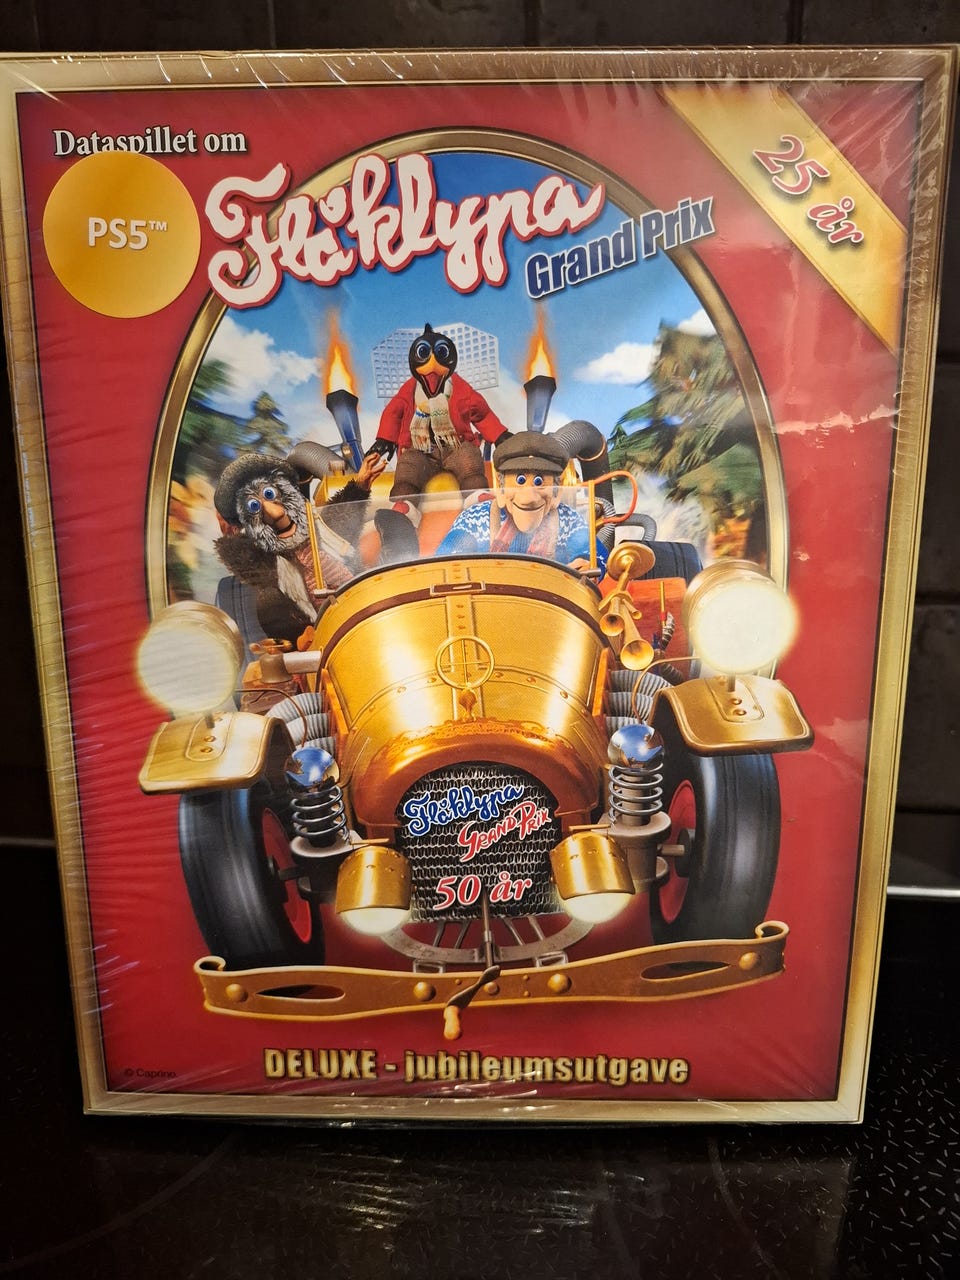 Dataspillet om
Flåklypa
Grand Prix
25 år
PS5™
Flåklypa
Grand Prix
50 år
DELUXE - jubileumsutgave
© Caprino